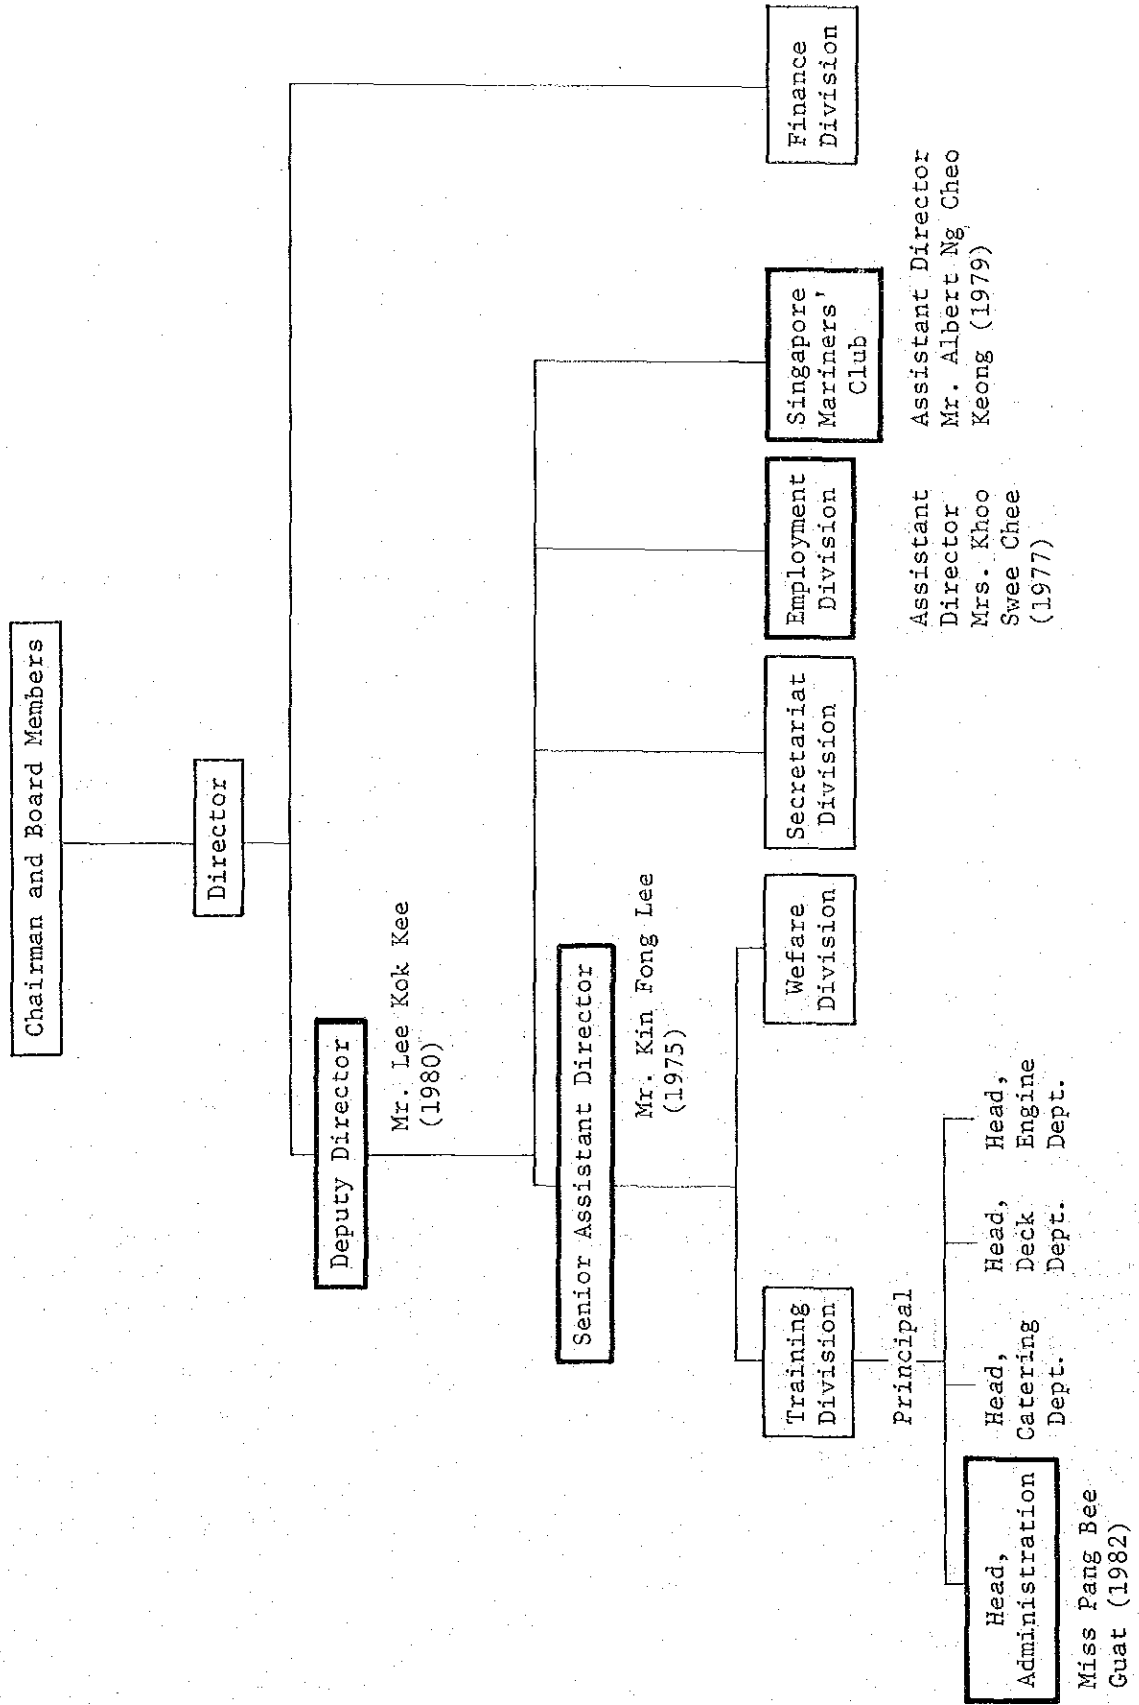 Chairman and Board Members
Director
Deputy Director
Mr. Lee Kok Kee
(1980)
Senior Assistant Director
Mr. Kin Fong Lee
(1975)
Training
Division
Wefare
Division
Secretariat
Division
Employment
Division
Singapore
Mariners'
Club
Finance
Division
Assistant
Director
Mrs. Khoo
Swee Chee
(1977)
Assistant Director
Mr. Albert Ng Cheo
Keong (1979)
Principal
Head,
Administration
Head,
Catering
Dept.
Head,
Deck
Dept.
Head,
Engine
Dept.
Miss Pang Bee
Guat (1982)